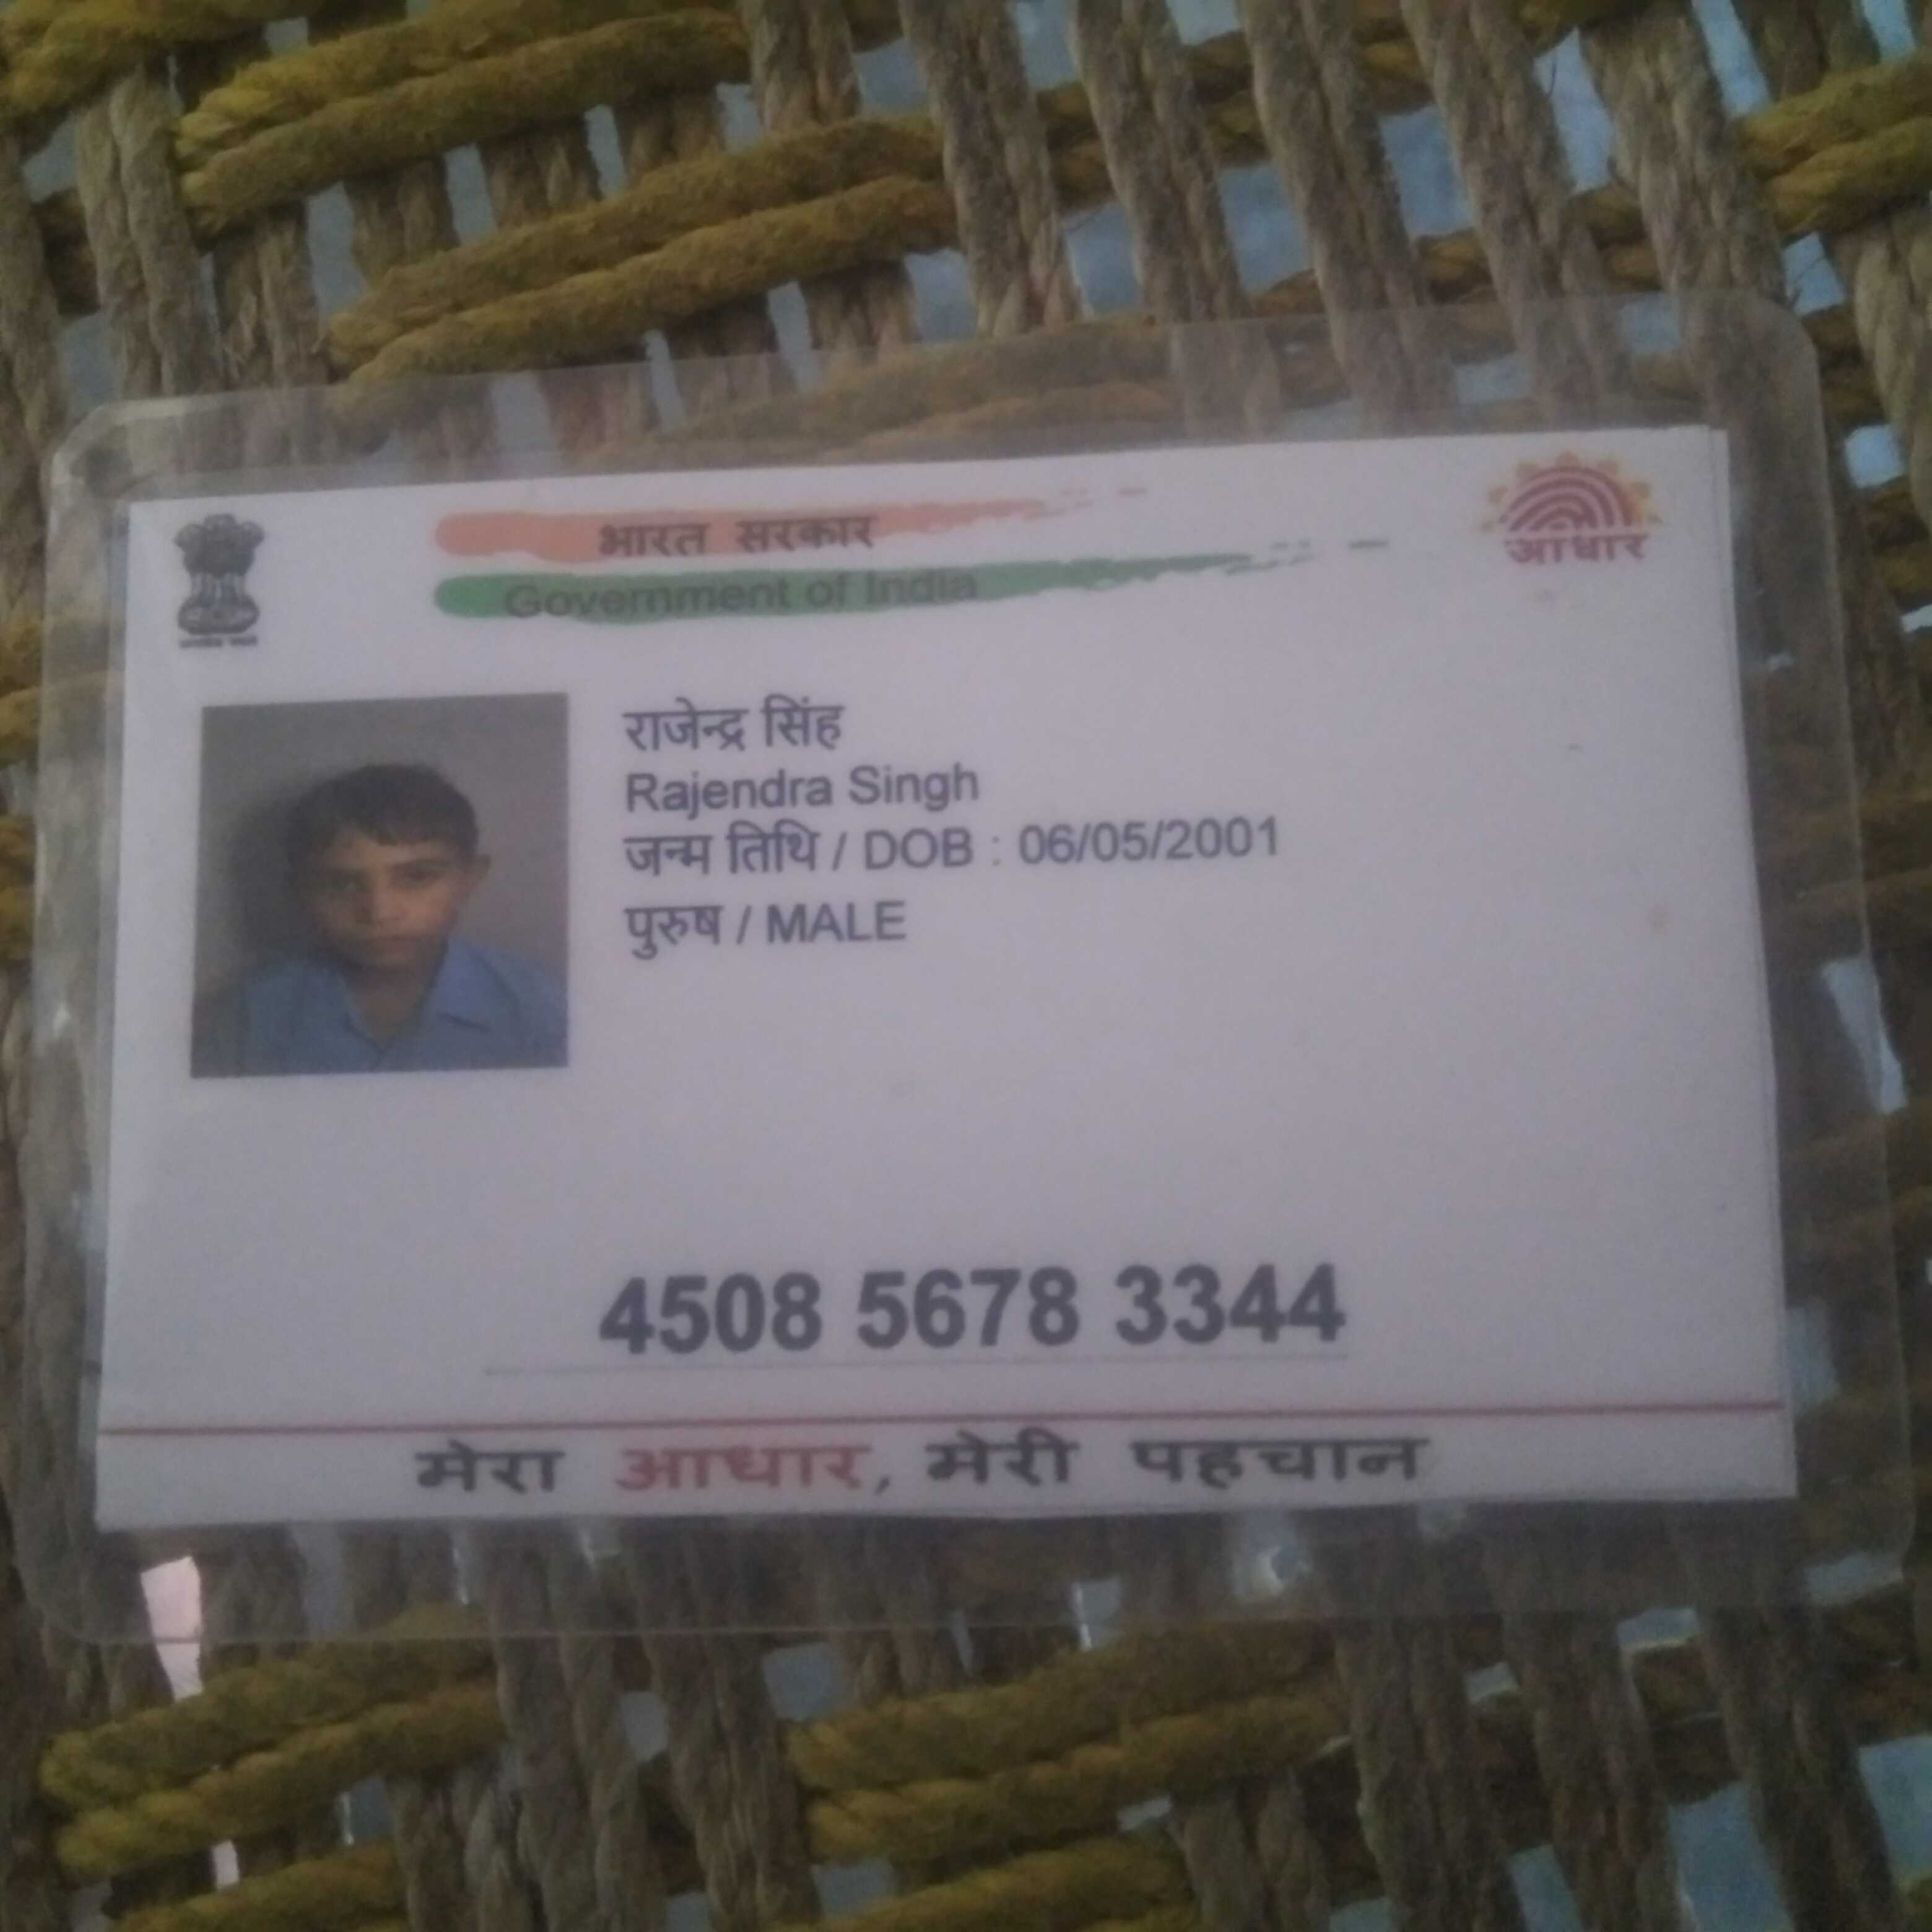 भारत सरकार
Government of India
आधार
राजेन्द्र सिंह
Rajendra Singh
जन्म तिथि / DOB : 06/05/2001
पुरुष / MALE
4508 5678 3344
मेरा आधार, मेरी पहचान